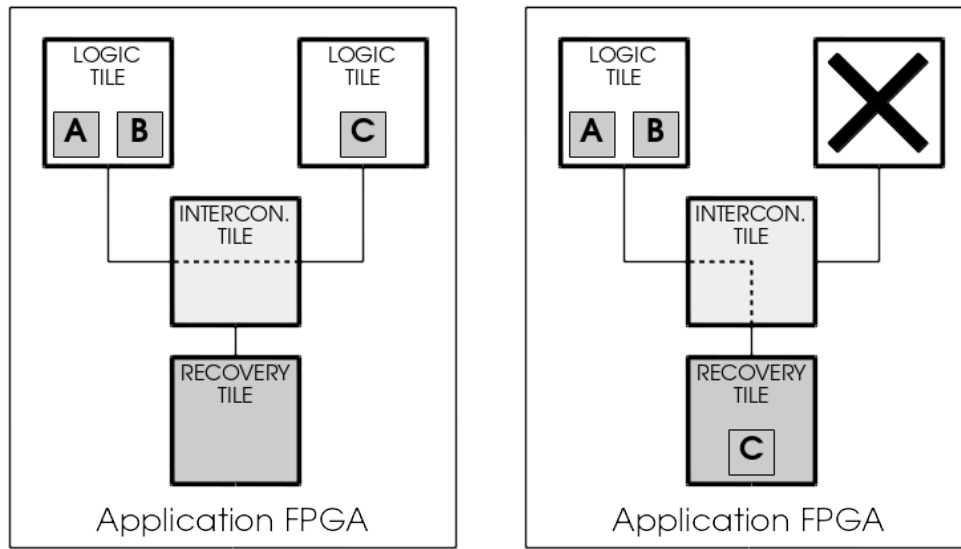 LOGIC
TILE
A B
LOGIC
TILE
C
INTERCON.
TILE
RECOVERY
TILE
Application FPGA
LOGIC
TILE
A B
INTERCON.
TILE
RECOVERY
TILE
C
Application FPGA